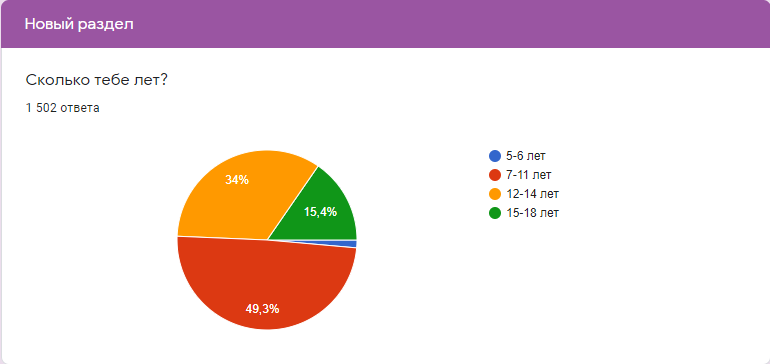 Новый раздел
Сколько тебе лет?
1 502 ответа
34%
15,4%
49,3%
5-6 лет
7-11 лет
12-14 лет
15-18 лет